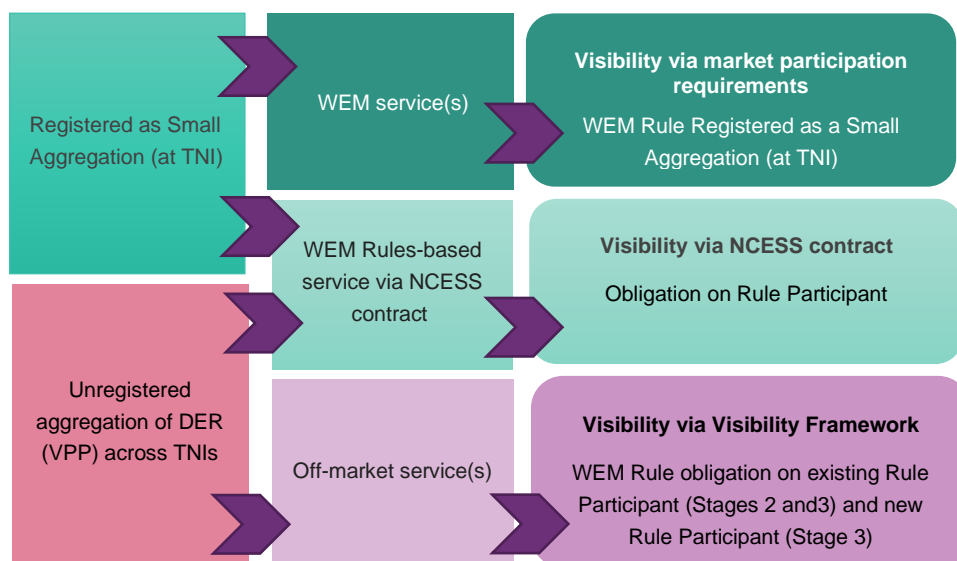 Registered as Small
Aggregation (at TNI)
WEM service(s)
Visibility via market participation
requirements
WEM Rule Registered as a Small
Aggregation (at TNI)
WEM Rules-based
service via NCESS
contract
Visibility via NCESS contract
Obligation on Rule Participant
Unregistered
aggregation of DER
(VPP) across TNIs
Off-market service(s)
Visibility via Visibility Framework
WEM Rule obligation on existing Rule
Participant (Stages 2 and3) and new
Rule Participant (Stage 3)